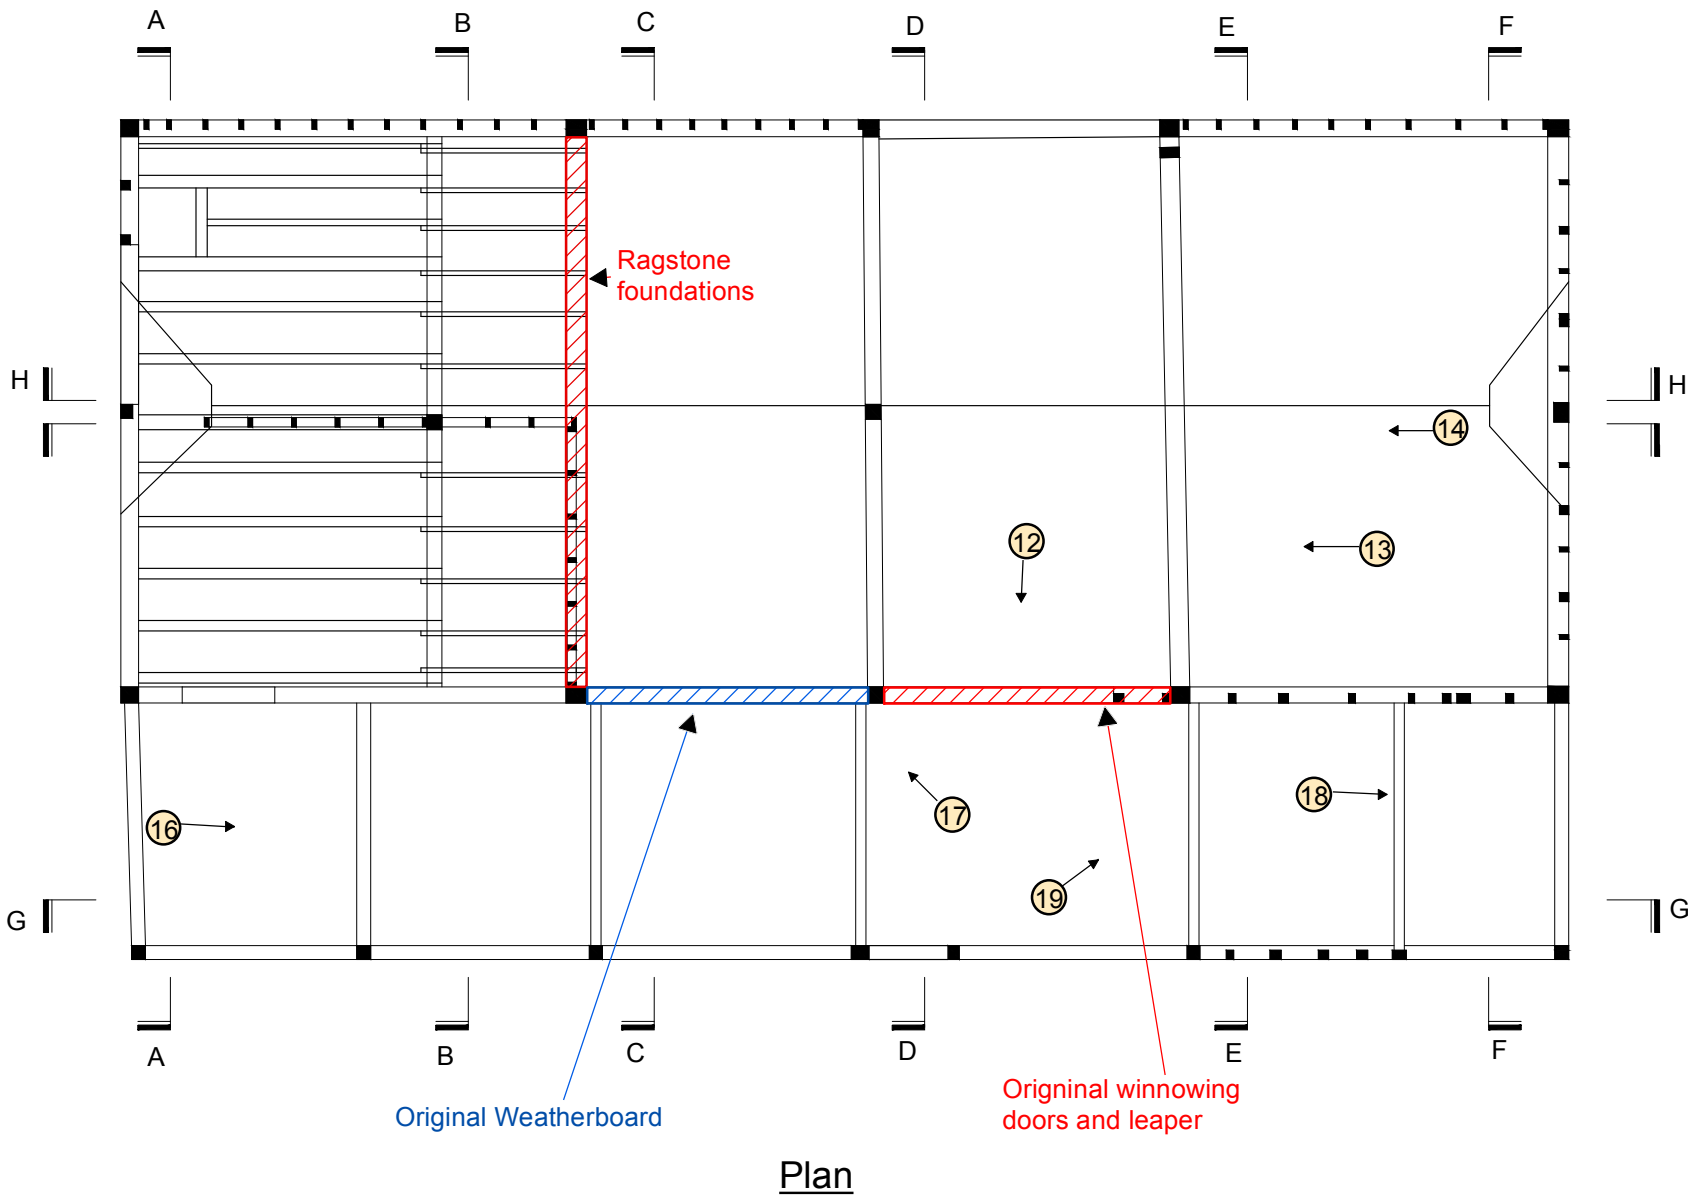 A
B
C
D
E
F
Ragstone
foundations
H
H
14
12
13
16
17
18
19
G
G
A
B
C
D
E
F
Origninal winnowing
doors and leaper
Original Weatherboard
Plan